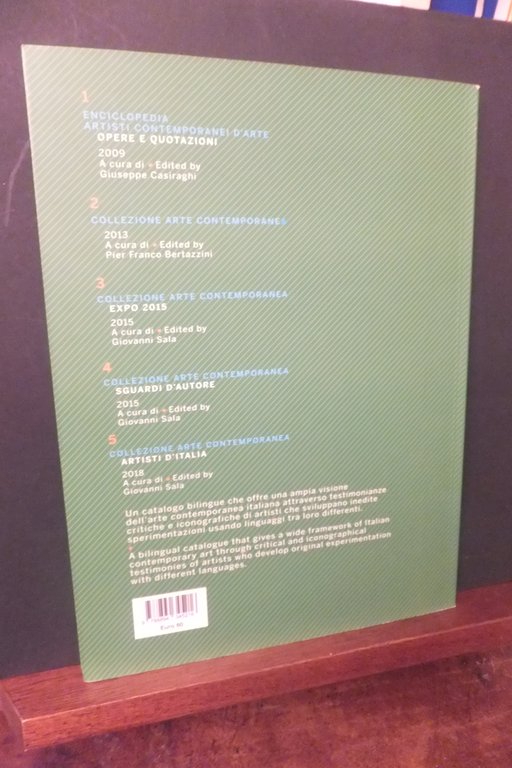 1
ENCICLOPEDIA
ARTISTI CONTEMPORANEI D'ARTE
OPERE E QUOTAZIONI
2009
A cura di • Edited by
Giuseppe Casiraghi
2
COLLEZIONE ARTE CONTEMPORANEA
2013
A cura di • Edited by
Pier Franco Bertazzini
3
COLLEZIONE ARTE CONTEMPORANEA
EXPO 2015
2015
A cura di • Edited by
Giovanni Sala
4
COLLEZIONE ARTE CONTEMPORANEA
SGUARDI D'AUTORE
2015
A cura di • Edited by
Giovanni Sala
5
COLLEZIONE ARTE CONTEMPORANEA
ARTISTI D'ITALIA
2018
A cura di • Edited by
Giovanni Sala
Un catalogo bilingue che offre una ampia visione
dell'arte contemporanea italiana attraverso testimonianze
critiche e iconografiche di artisti che sviluppano inedite
sperimentazioni usando linguaggi tra loro differenti.
•
A bilingual catalogue that gives a wide framework of Italian
contemporary art through critical and iconographical
testimonies of artists who develop original experimentation
with different languages.
Euro 90